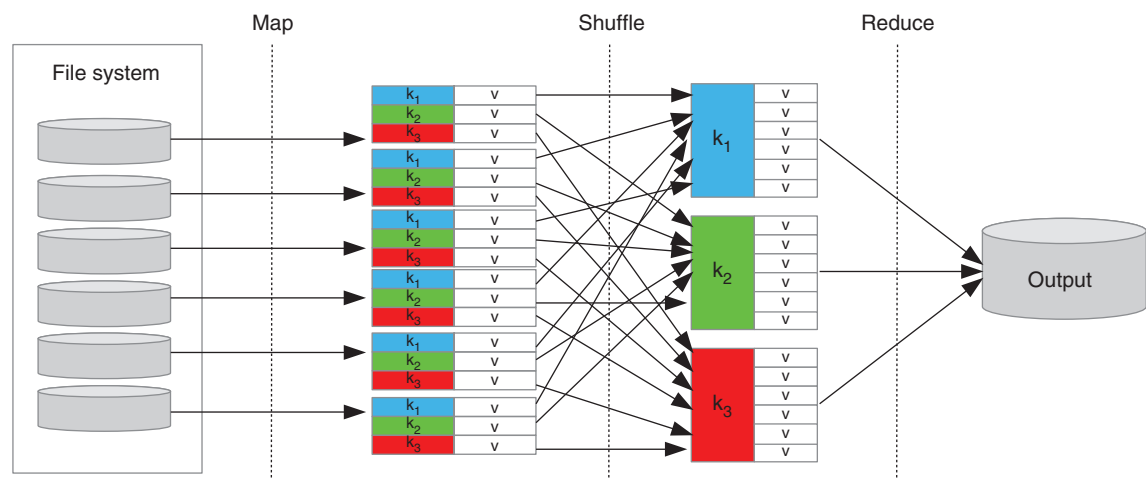 Map
Shuffle
Reduce
File system
k1 v
k2 v
k3 v
k1 v
k2 v
k3 v
k1 v
k2 v
k3 v
k1 v
k2 v
k3 v
k1 v
k2 v
k3 v
k1 v
k2 v
k3 v
k1
v
v
v
v
v
v
k2
v
v
v
v
v
v
k3
v
v
v
v
v
v
Output